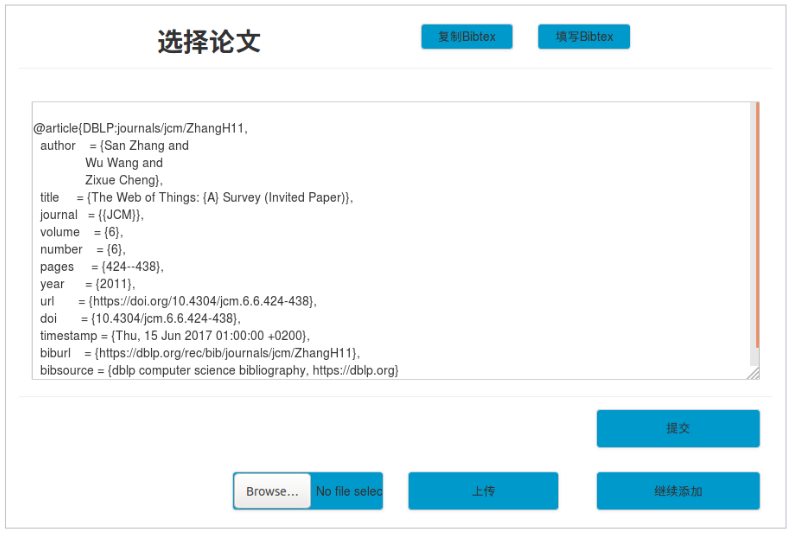 选择论文
复制Bibtex
填写Bibtex
@article{DBLP:journals/jcm/ZhangH11,
author = {San Zhang and
Wu Wang and
Zixue Cheng},
title = {The Web of Things: {A} Survey (Invited Paper)},
journal = {{JCM}},
volume = {6},
number = {6},
pages = {424--438},
year = {2011},
url = {https://doi.org/10.4304/jcm.6.6.424-438},
doi = {10.4304/jcm.6.6.424-438},
timestamp = {Thu, 15 Jun 2017 01:00:00 +0200},
biburl = {https://dblp.org/rec/bib/journals/jcm/ZhangH11},
bibsource = {dblp computer science bibliography, https://dblp.org}
提交
Browse...
No file selec
上传
继续添加